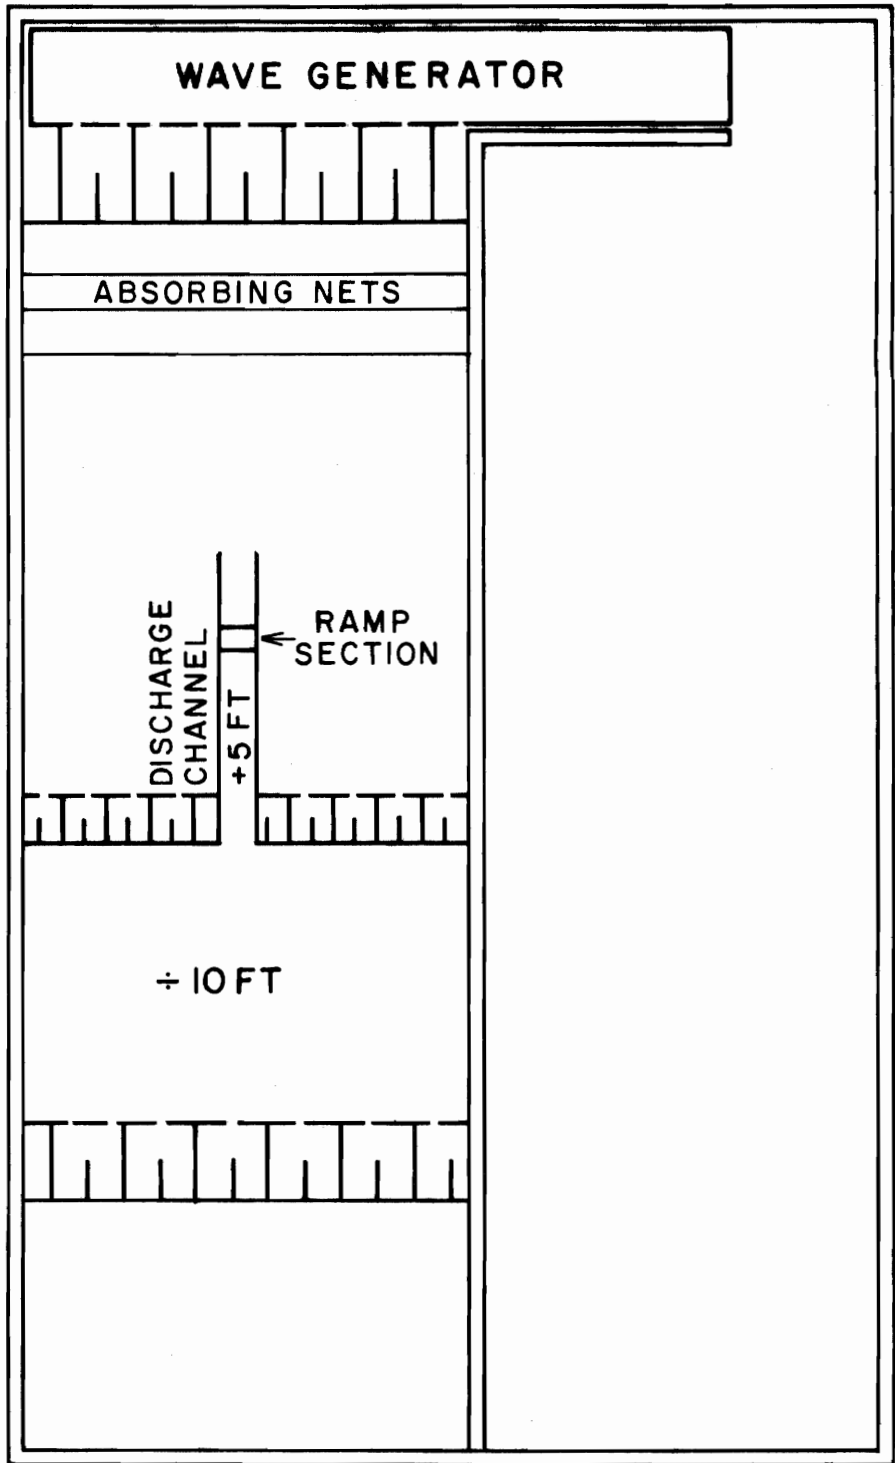 WAVE GENERATOR
ABSORBING NETS
DISCHARGE
CHANNEL
+5 FT
RAMP
SECTION
÷ 10 FT